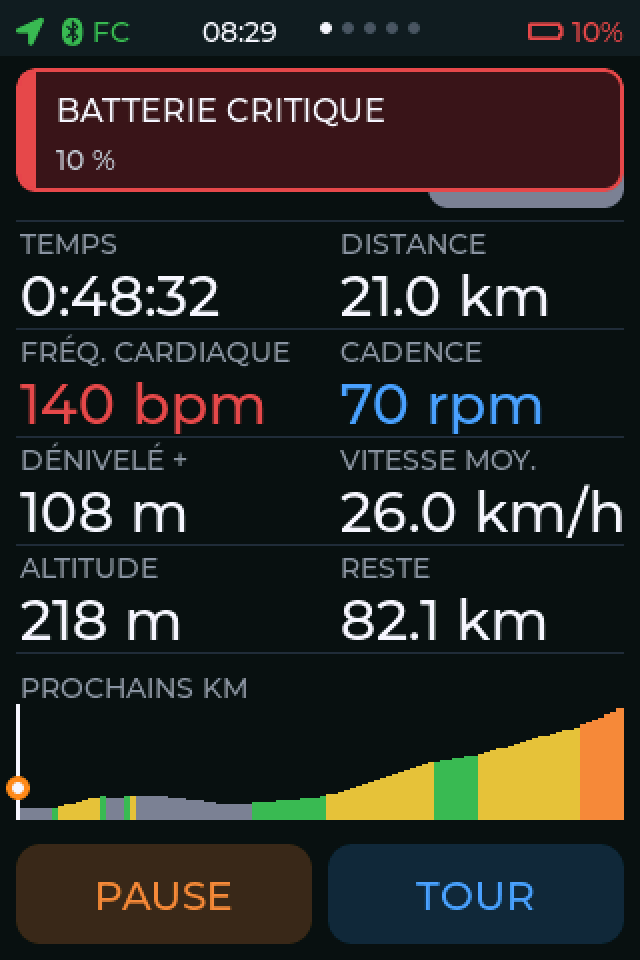 FC 08:29 10%
BATTERIE CRITIQUE
10 %
TEMPS DISTANCE
0:48:32 21.0 km
FRÉQ. CARDIAQUE CADENCE
140 bpm 70 rpm
DÉNIVELÉ + VITESSE MOY.
108 m 26.0 km/h
ALTITUDE RESTE
218 m 82.1 km
PROCHAINS KM
PAUSE TOUR